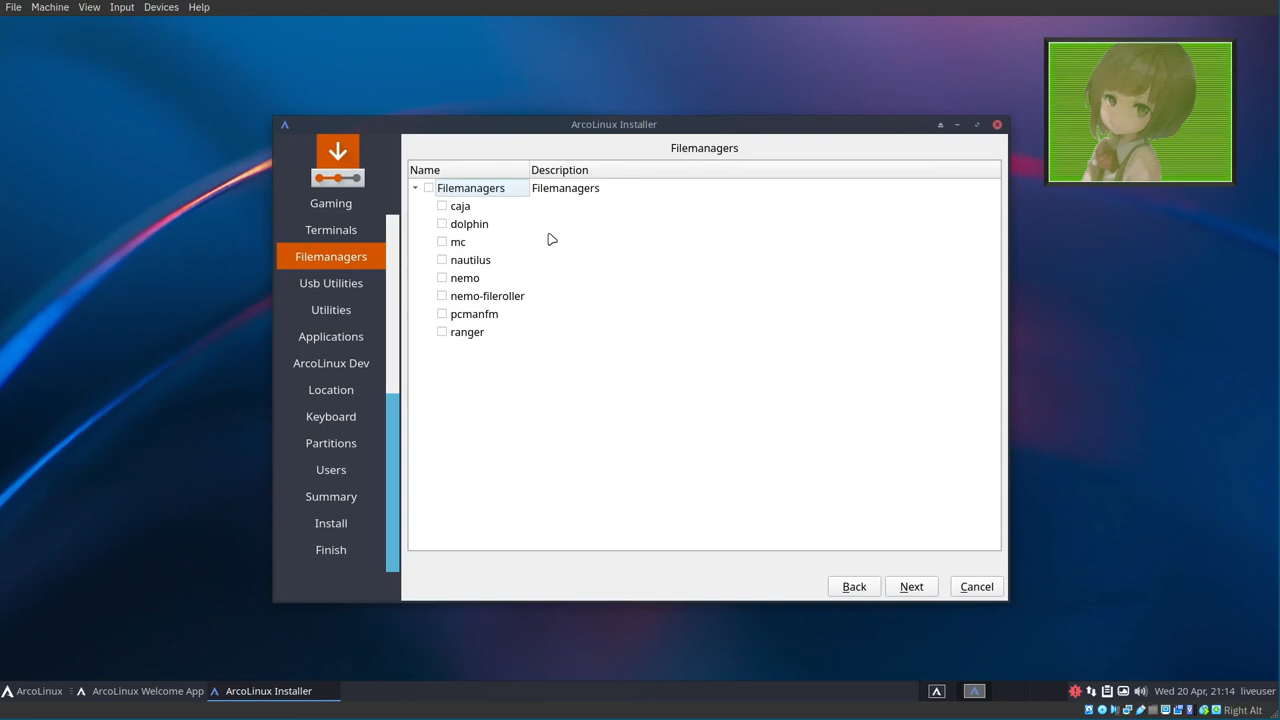 File Machine View Input Devices Help
ArcoLinux Installer
Filemanagers
Name Description
Filemanagers Filemanagers
caja
dolphin
mc
nautilus
nemo
nemo-fileroller
pcmanfm
ranger
Gaming
Terminals
Filemanagers
Usb Utilities
Utilities
Applications
ArcoLinux Dev
Location
Keyboard
Partitions
Users
Summary
Install
Finish
Back Next Cancel
ArcoLinux ArcoLinux Welcome App ArcoLinux Installer Wed 20 Apr, 21:14 liveuser
Right Alt